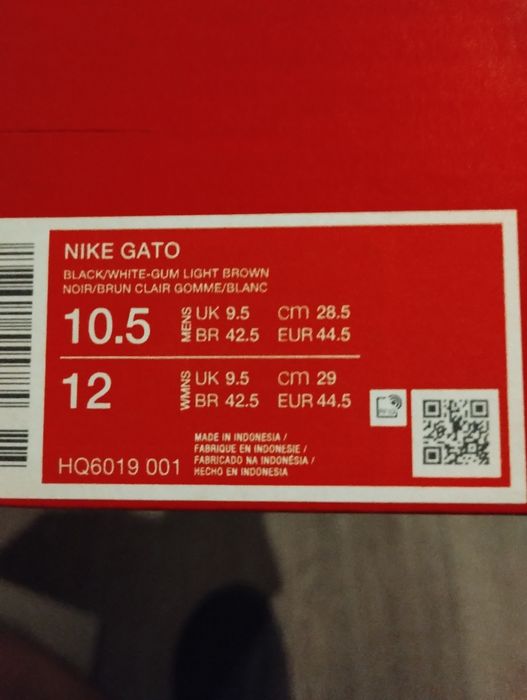 NIKE GATO
BLACK/WHITE-GUM LIGHT BROWN
NOIR/BRUN CLAIR GOMME/BLANC
10.5 MENS UK 9.5 CM 28.5
BR 42.5 EUR 44.5
12 WMNS UK 9.5 CM 29
BR 42.5 EUR 44.5
MADE IN INDONESIA /
FABRIQUE EN INDONESIE /
FABRICADO NA INDONÉSIA /
HECHO EN INDONESIA
HQ6019 001